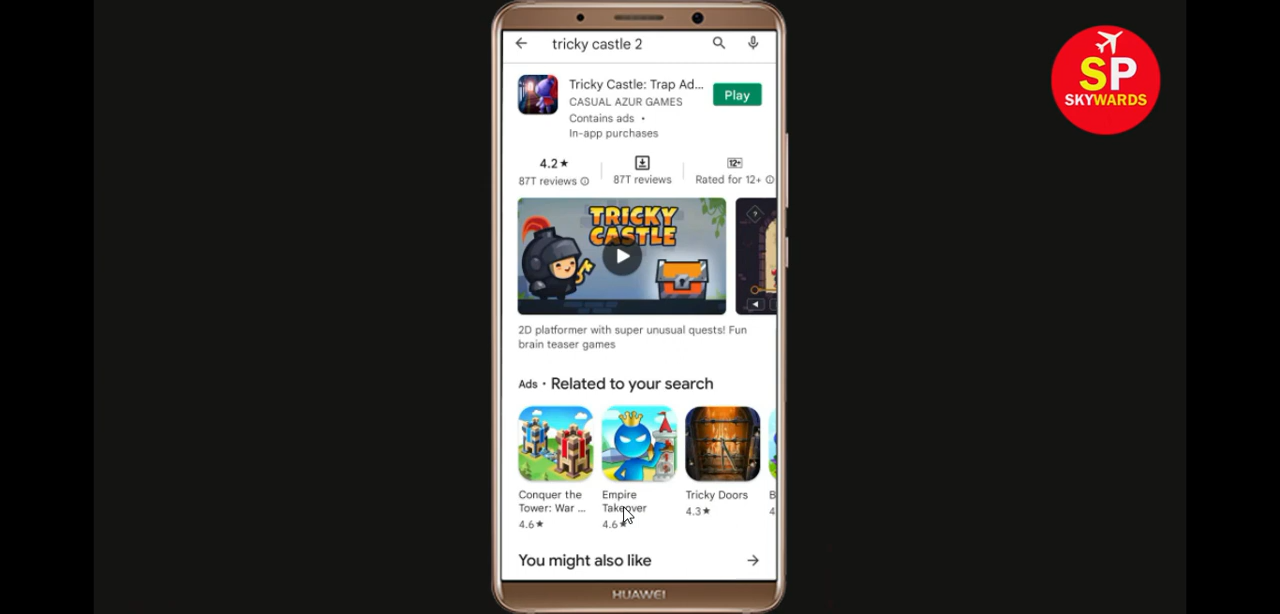 tricky castle 2
SP
SKYWARDS
Tricky Castle: Trap Ad...
Play
CASUAL AZUR GAMES
Contains ads •
In-app purchases
4.2★
12+
87T reviews
87T reviews
Rated for 12+
TRICKY
CASTLE
?
2D platformer with super unusual quests! Fun
brain teaser games
Ads • Related to your search
Conquer the
Tower: War ...
4.6★
Empire
Takeover
4.6★
Tricky Doors
4.3★
B
4
You might also like
HUAWEI